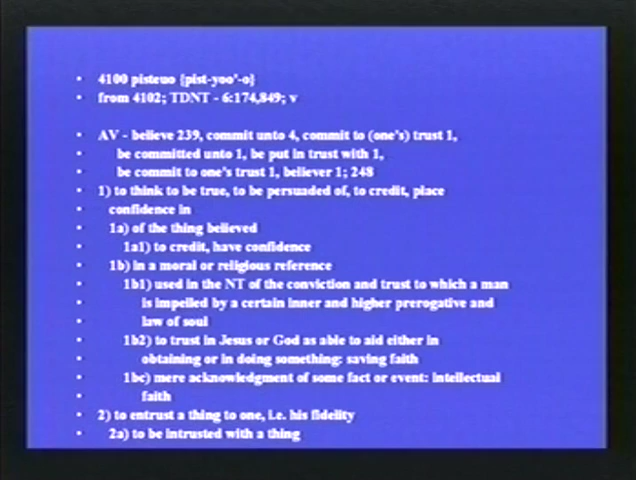 • 4100 pisteuo {pist-yoo'-o}
• from 4102; TDNT - 6:174,849; v
• AV - believe 239, commit unto 4, commit to (one's) trust 1,
• be committed unto 1, be put in trust with 1,
• be commit to one's trust 1, believer 1; 248
• 1) to think to be true, to be persuaded of, to credit, place
• confidence in
• 1a) of the thing believed
• 1a1) to credit, have confidence
• 1b) in a moral or religious reference
• 1b1) used in the NT of the conviction and trust to which a man
• is impelled by a certain inner and higher prerogative and
• law of soul
• 1b2) to trust in Jesus or God as able to aid either in
• obtaining or in doing something: saving faith
• 1bc) mere acknowledgment of some fact or event: intellectual
• faith
• 2) to entrust a thing to one, i.e. his fidelity
• 2a) to be intrusted with a thing